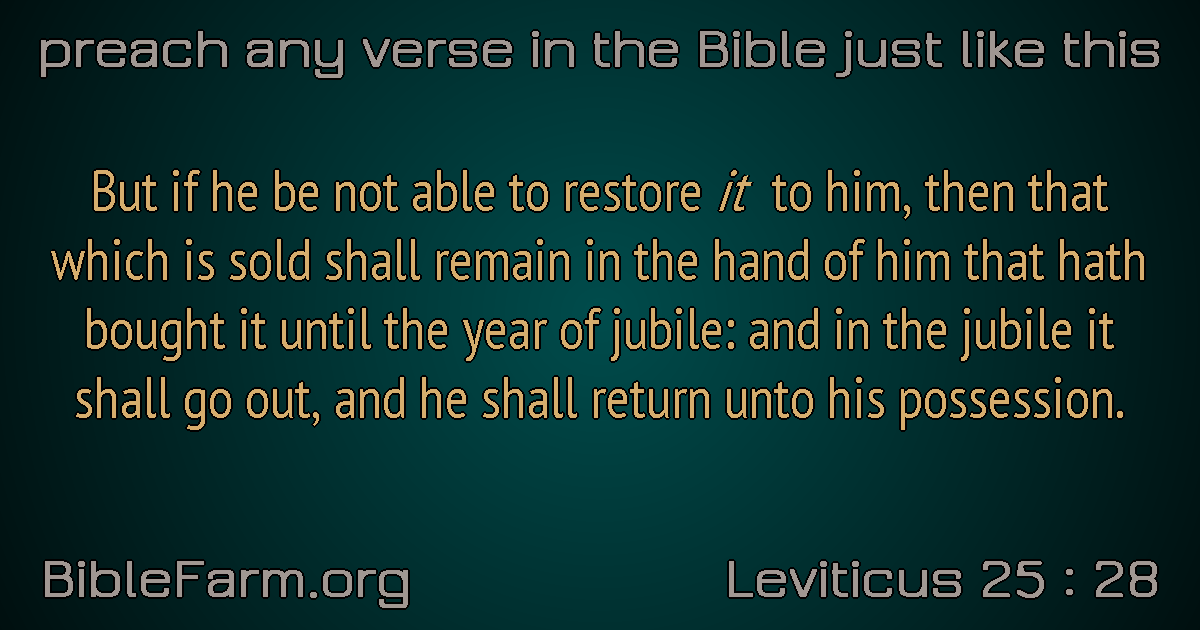 preach any verse in the Bible just like this
But if he be not able to restore it to him, then that
which is sold shall remain in the hand of him that hath
bought it until the year of jubile: and in the jubile it
shall go out, and he shall return unto his possession.
BibleFarm.org
Leviticus 25 : 28